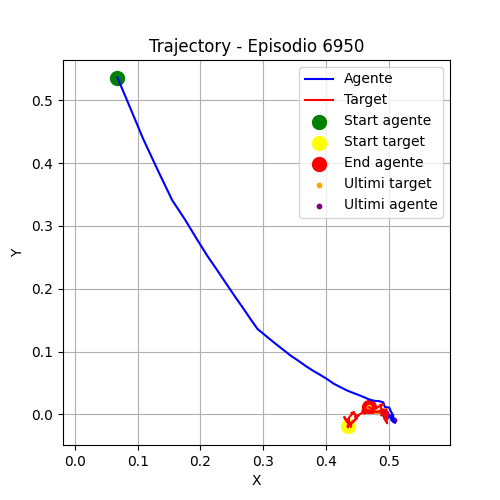 Trajectory - Episodio 6950
Agente
Target
Start agente
Start target
End agente
Ultimi target
Ultimi agente
Y
0.5
0.4
0.3
0.2
0.1
0.0
0.0 0.1 0.2 0.3 0.4 0.5
X